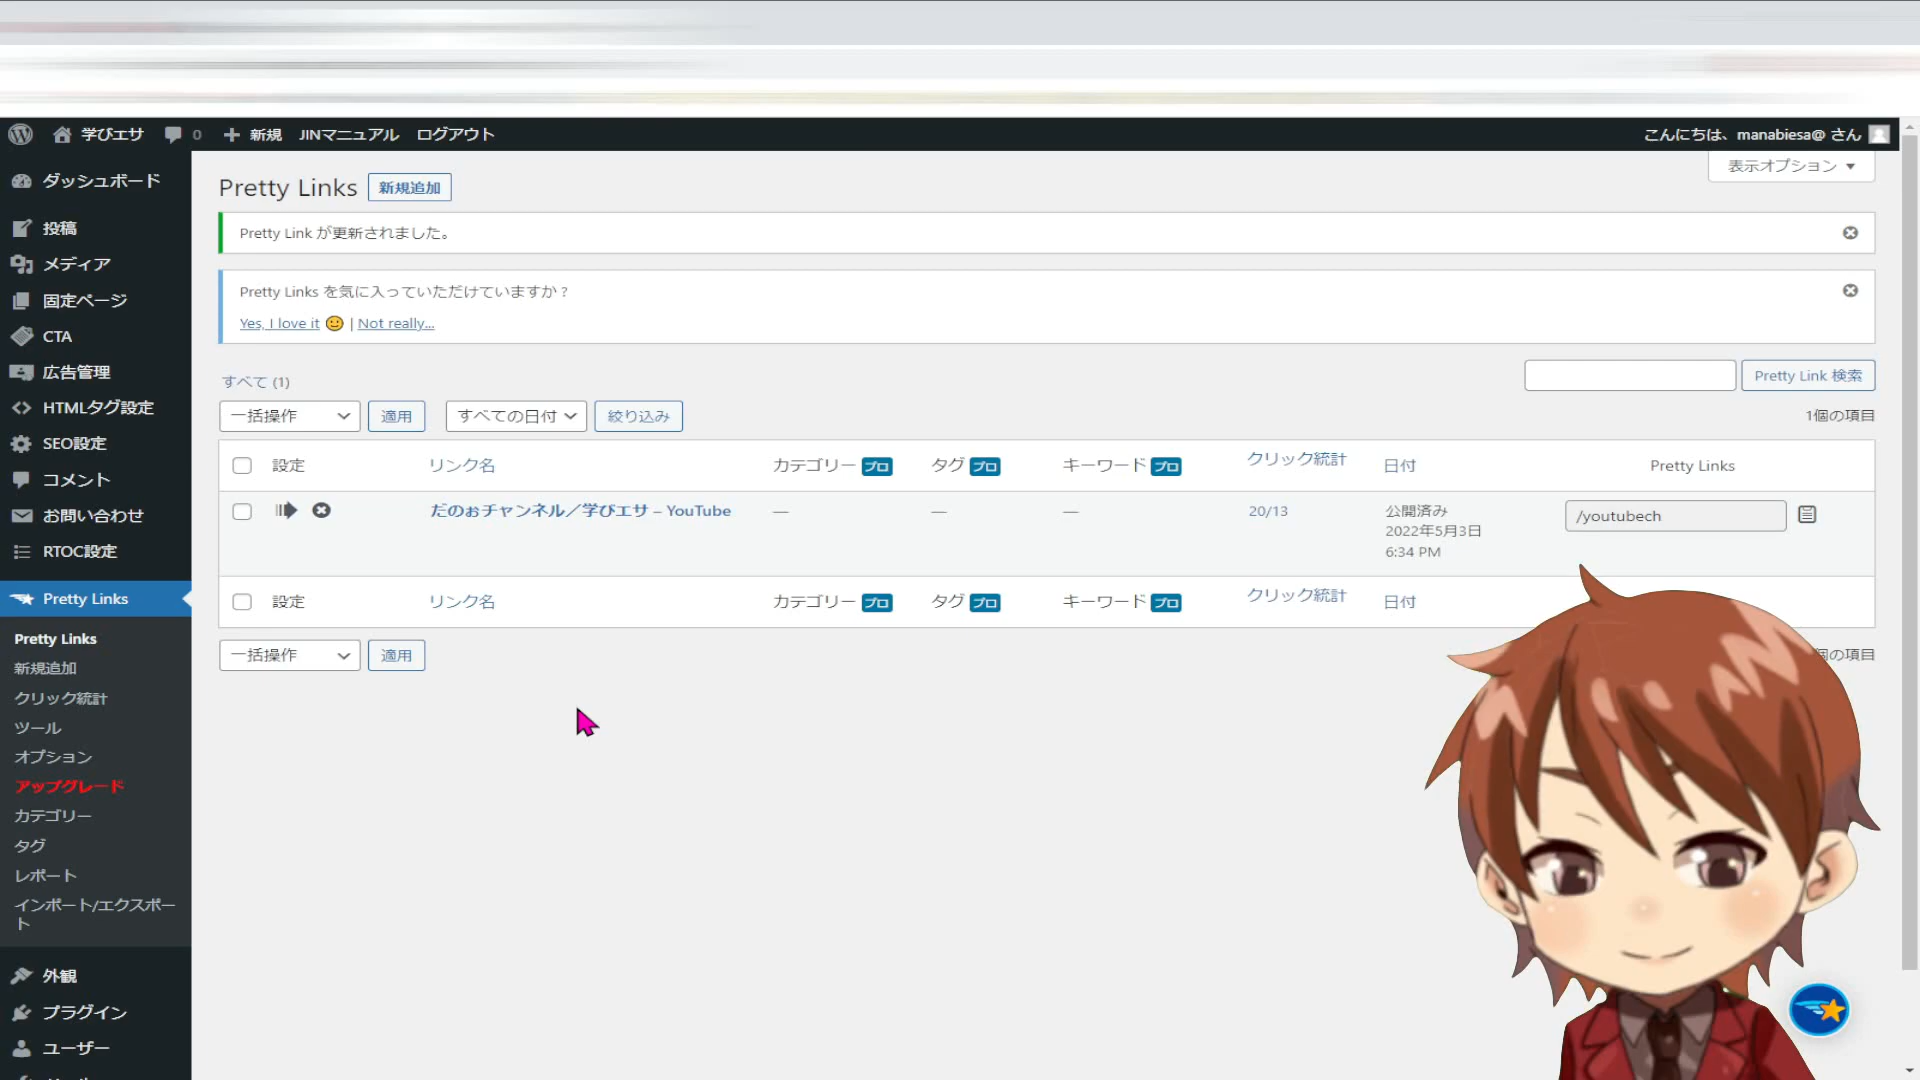 学びエサ 0 新規 JINマニュアル ログアウト こんにちは、manabiesa@ さん
表示オプション
ダッシュボード
投稿
メディア
固定ページ
CTA
広告管理
HTMLタグ設定
SEO設定
コメント
お問い合わせ
RTOC設定
Pretty Links
Pretty Links
新規追加
クリック統計
ツール
オプション
アップグレード
カテゴリー
タグ
レポート
インポート/エクスポー
ト
外観
プラグイン
ユーザー
Pretty Links 新規追加
Pretty Link が更新されました。
Pretty Links を気に入っていただけていますか ?
Yes, I love it | Not really...
すべて (1)
Pretty Link 検索
一括操作 適用 すべての日付 絞り込み 1個の項目
設定 リンク名 カテゴリー プロ タグ プロ キーワード プロ クリック統計 日付 Pretty Links
だのぉチャンネル／学びエサ – YouTube — — — 20/13 公開済み /youtubech
2022年5月3日
6:34 PM
設定 リンク名 カテゴリー プロ タグ プロ キーワード プロ クリック統計 日付
一括操作 適用 個の項目